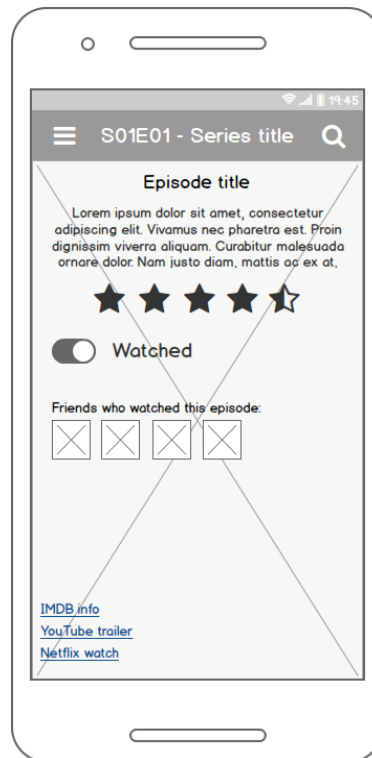 19:45
S01E01 - Series title
Episode title
Lorem ipsum dolor sit amet, consectetur
adipiscing elit. Vivamus nec pharetra est. Proin
dignissim viverra aliquam. Curabitur malesuada
ornare dolor. Nam justo diam, mattis ac ex at,
Watched
Friends who watched this episode:
IMDB info
YouTube trailer
Netflix watch